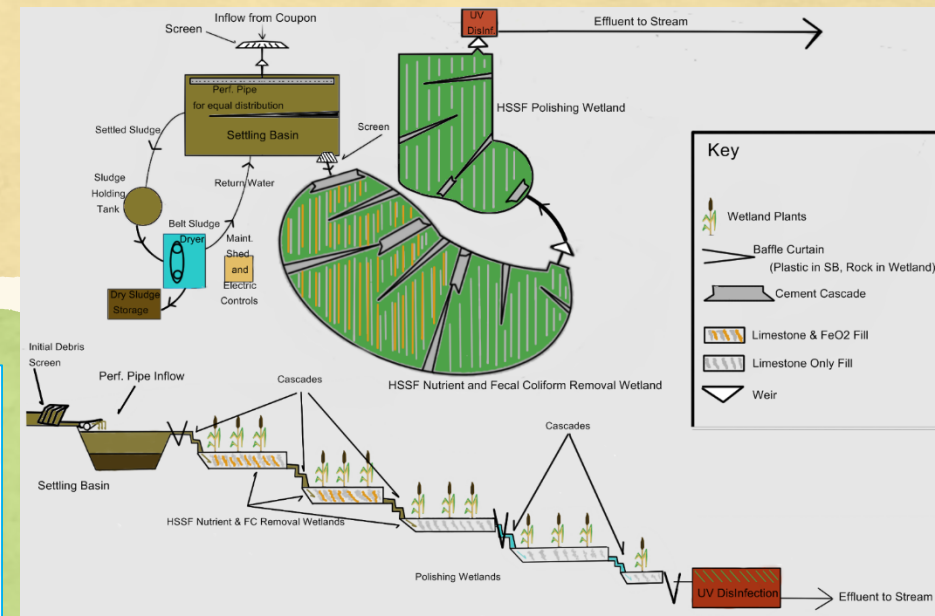 Inflow from Coupon
Screen
UV
Disinf.
Effluent to Stream
Perf. Pipe
for equal distribution
Settling Basin
HSSF Polishing Wetland
Settled Sludge
Screen
Return Water
Sludge
Holding
Tank
Belt Sludge
Dryer
Maint.
Shed
and
Electric
Controls
Dry Sludge
Storage
HSSF Nutrient and Fecal Coliform Removal Wetland
Key
Wetland Plants
Baffle Curtain
(Plastic in SB, Rock in Wetland)
Cement Cascade
Limestone & FeO2 Fill
Limestone Only Fill
Weir
Initial Debris
Screen
Perf. Pipe Inflow
Cascades
Cascades
Settling Basin
HSSF Nutrient & FC Removal Wetlands
Polishing Wetlands
UV DisInfection
Effluent to Stream